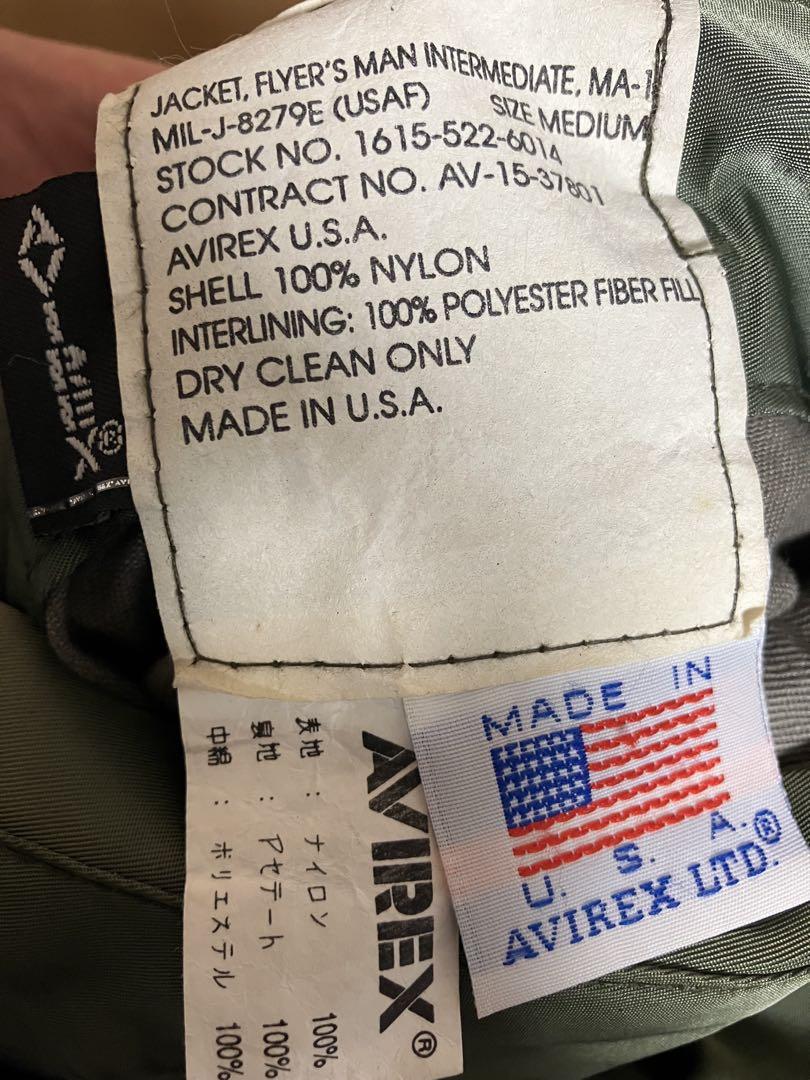 JACKET, FLYER'S MAN INTERMEDIATE, MA-1
MIL-J-8279E (USAF) SIZE MEDIUM
STOCK NO. 1615-522-6014
CONTRACT NO. AV-15-37801
AVIREX U.S.A.
SHELL 100% NYLON
INTERLINING: 100% POLYESTER FIBER FILL
DRY CLEAN ONLY
MADE IN U.S.A.
MADE IN
U. S. A.
AVIREX LTD.®
AVIREX®
表地 : ナイロン 100%
裏地 : アセテート 100%
中綿 : ポリエステル 100%